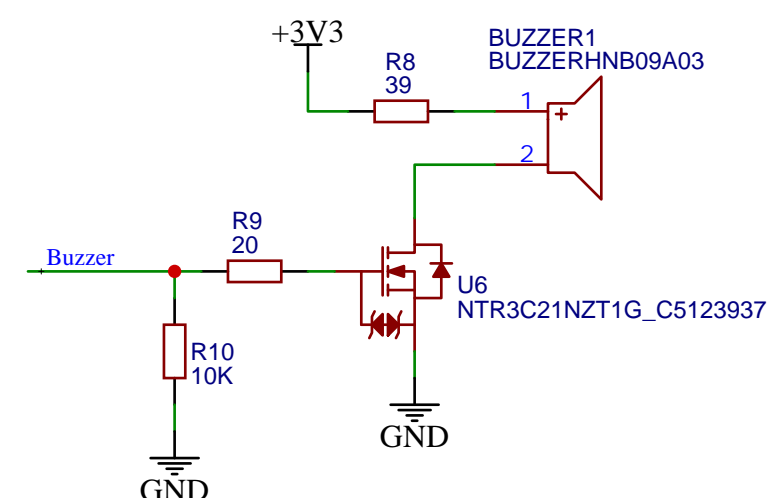 +3V3
BUZZER1
BUZZERHNB09A03
R8
39
1
+
2
R9
20
Buzzer
U6
NTR3C21NZT1G_C5123937
R10
10K
GND
GND